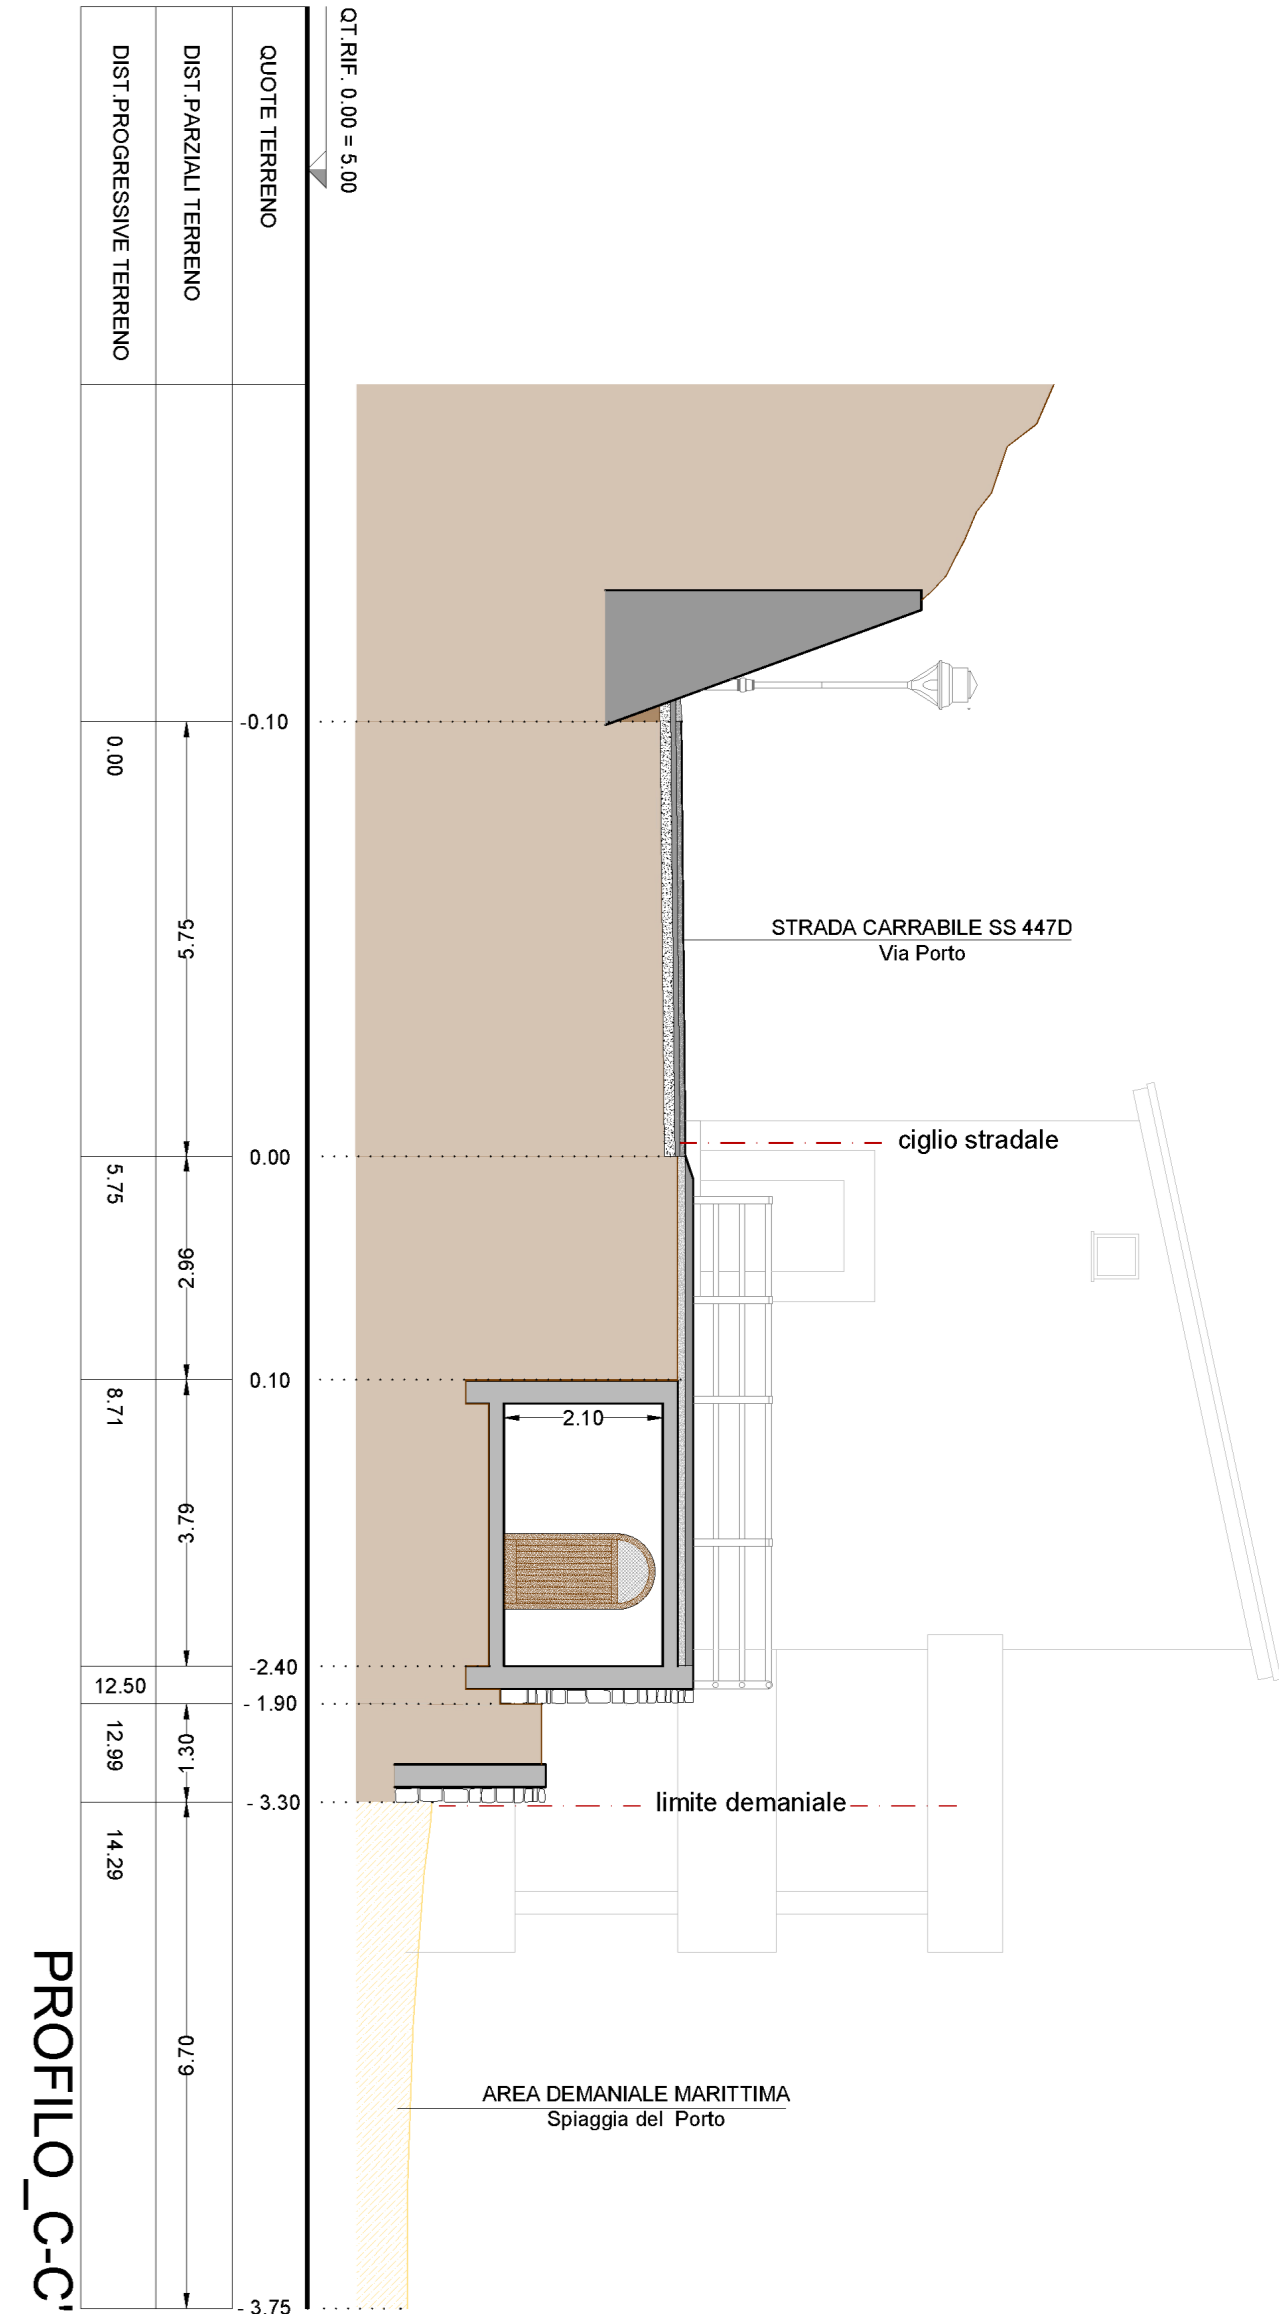 QT.RIF. 0.00 = 5.00
QUOTE TERRENO
DIST.PARZIALI TERRENO
DIST.PROGRESSIVE TERRENO
-0.10
0.00
0.10
-2.40
- 1.90
- 3.30
- 3.75
5.75
2.96
3.79
1.30
6.70
0.00
5.75
8.71
12.50
12.99
14.29
STRADA CARRABILE SS 447D
Via Porto
ciglio stradale
2.10
limite demaniale
AREA DEMANIALE MARITTIMA
Spiaggia del Porto
PROFILO_C-C'